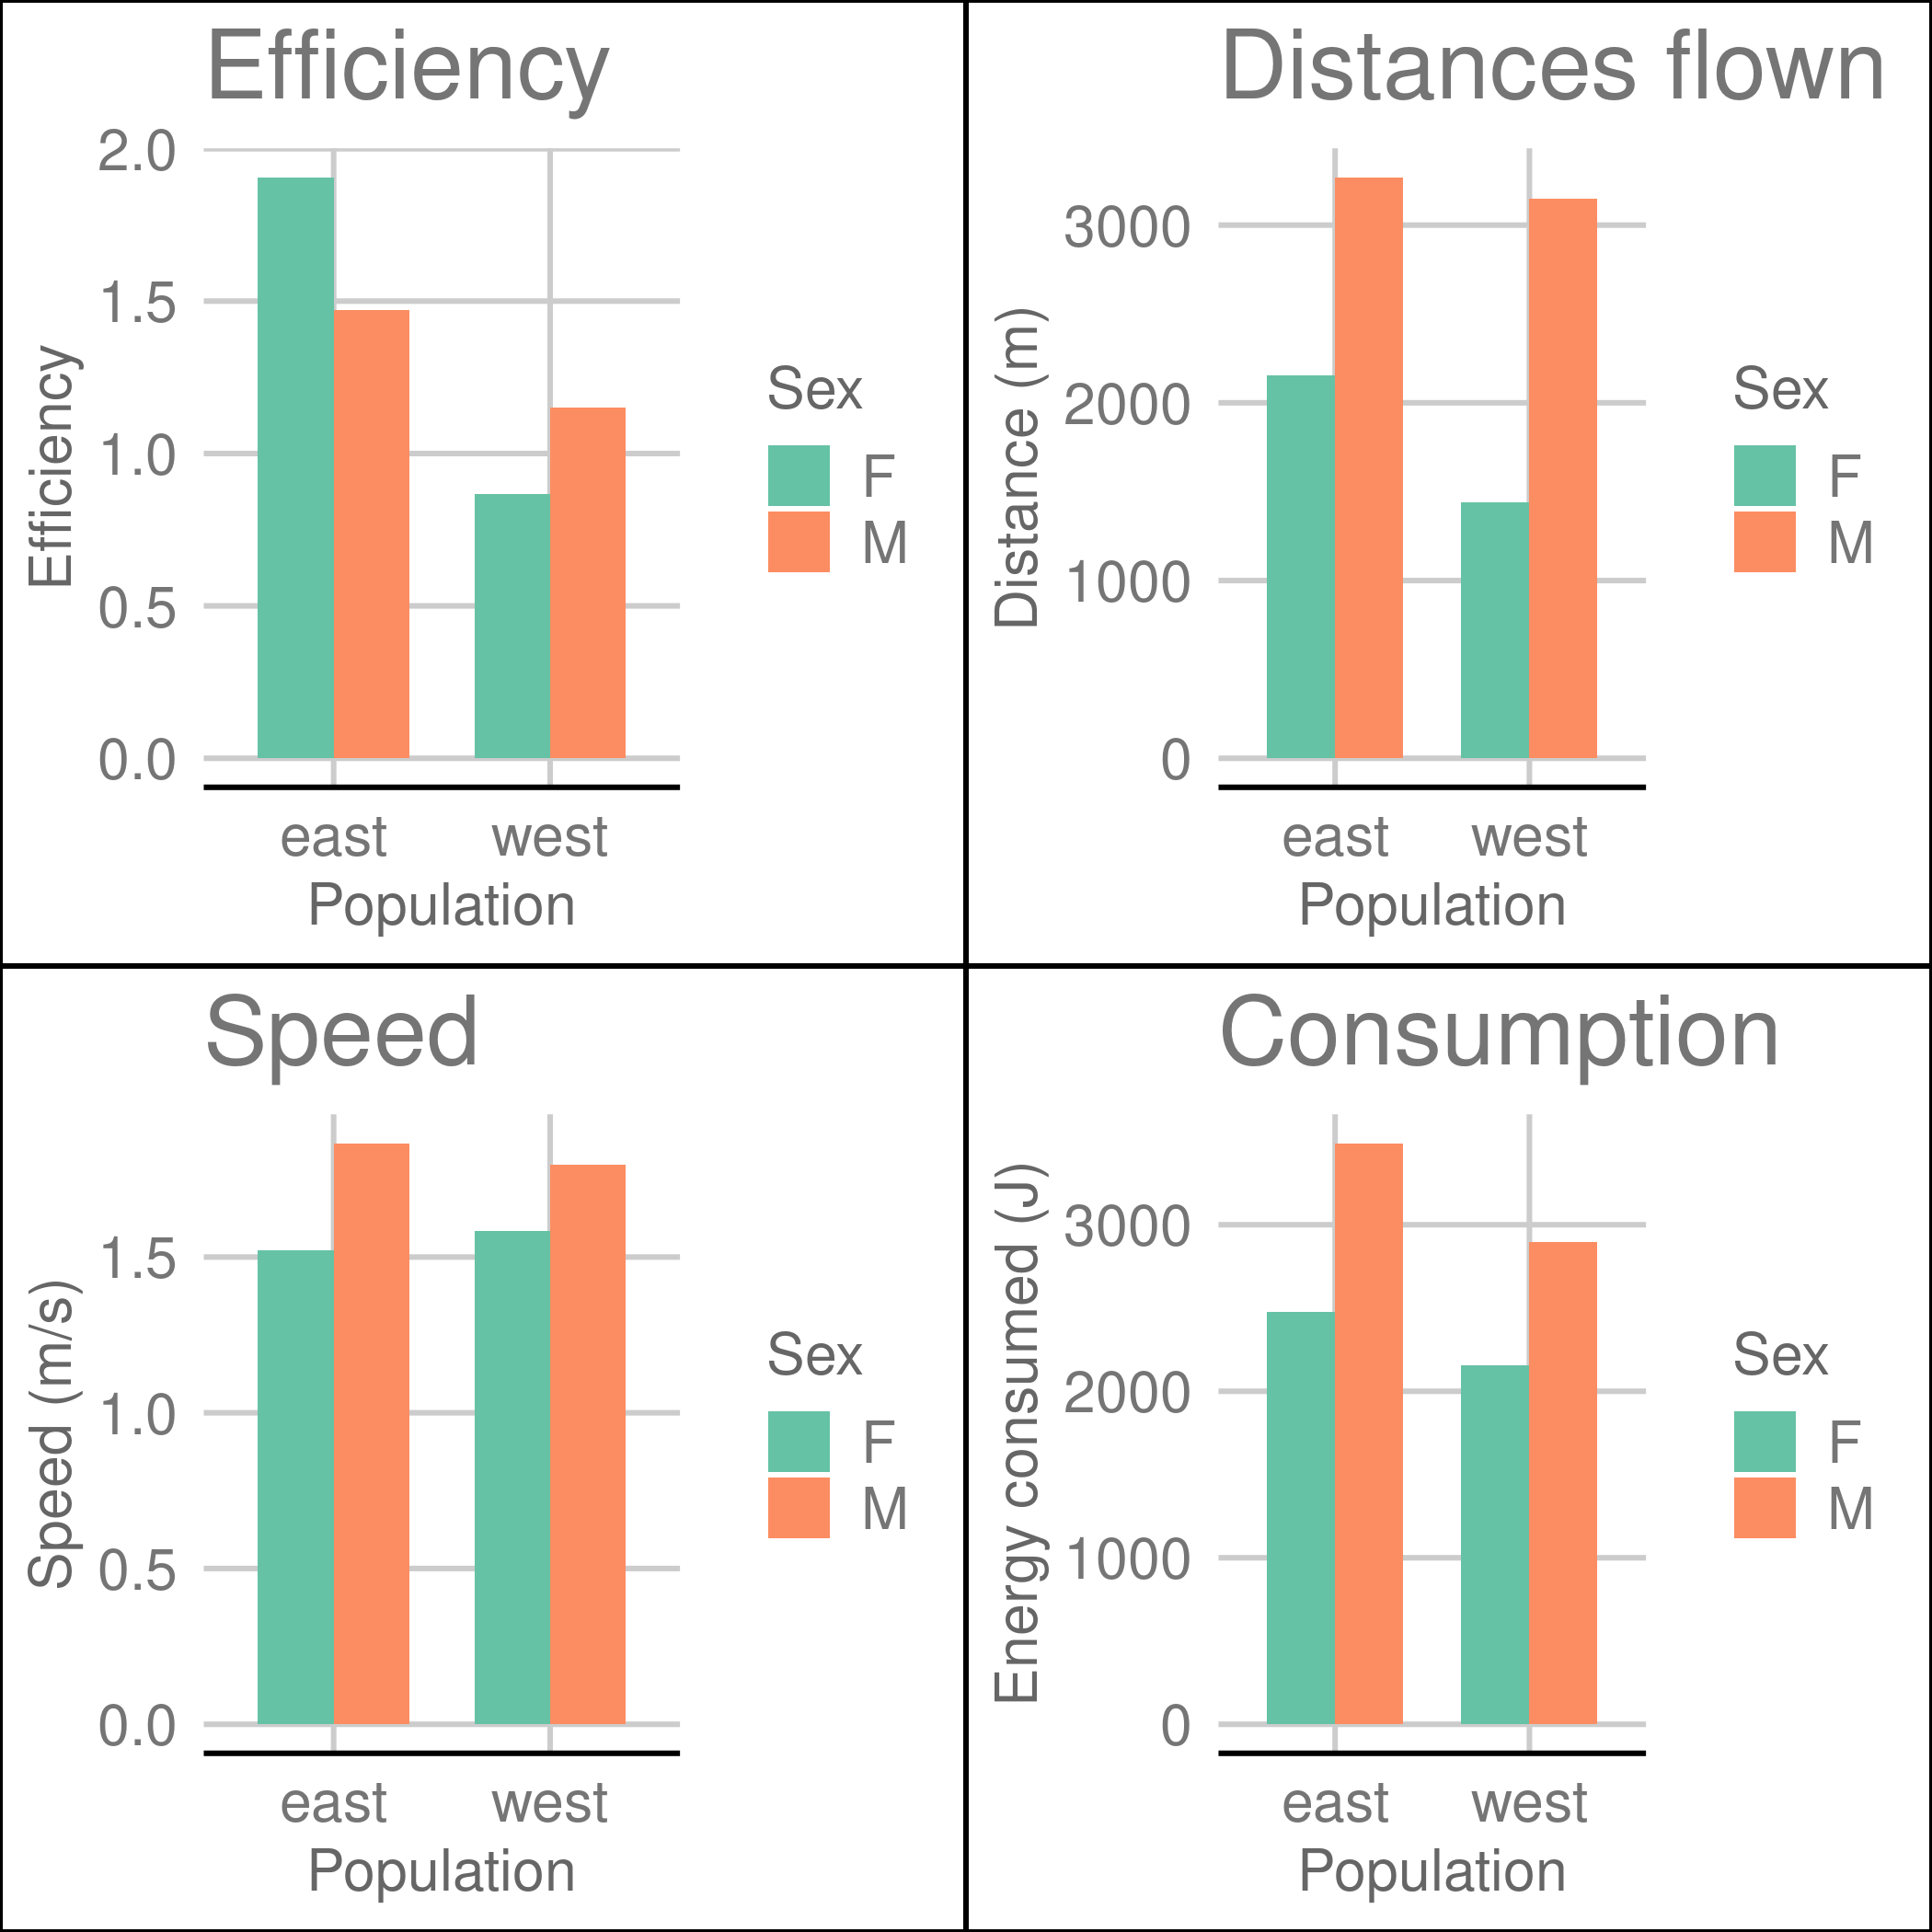 Efficiency
2.0
1.5
1.0
0.5
0.0
Efficiency
east west
Population
Sex
F
M
Distances flown
3000
2000
1000
0
Distance (m)
east west
Population
Sex
F
M
Speed
1.5
1.0
0.5
0.0
Speed (m/s)
east west
Population
Sex
F
M
Consumption
3000
2000
1000
0
Energy consumed (J)
east west
Population
Sex
F
M